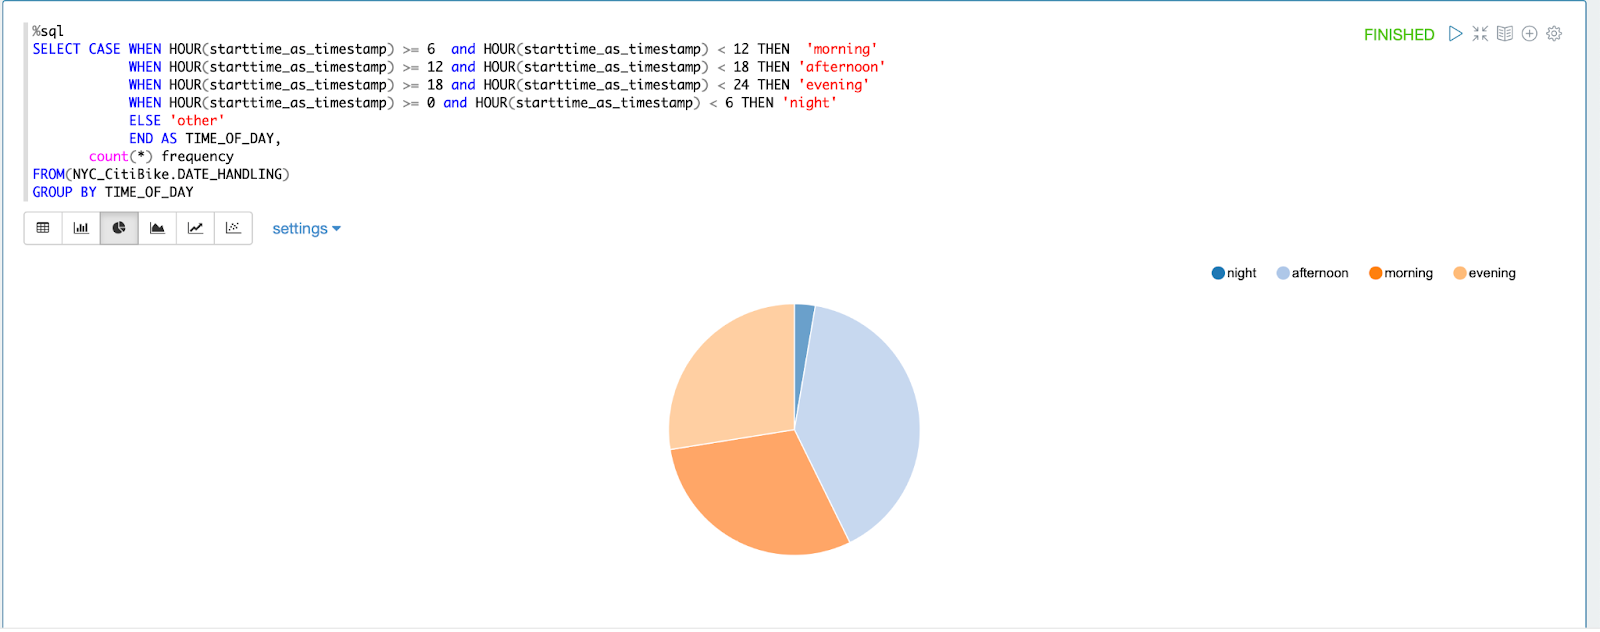 %sql
SELECT CASE WHEN HOUR(starttime_as_timestamp) >= 6  and HOUR(starttime_as_timestamp) < 12 THEN  'morning'
            WHEN HOUR(starttime_as_timestamp) >= 12 and HOUR(starttime_as_timestamp) < 18 THEN 'afternoon'
            WHEN HOUR(starttime_as_timestamp) >= 18 and HOUR(starttime_as_timestamp) < 24 THEN 'evening'
            WHEN HOUR(starttime_as_timestamp) >= 0 and HOUR(starttime_as_timestamp) < 6 THEN 'night'
            ELSE 'other'
            END AS TIME_OF_DAY,
       count(*) frequency
FROM(NYC_CitiBike.DATE_HANDLING)
GROUP BY TIME_OF_DAY
FINISHED
settings
night afternoon morning evening